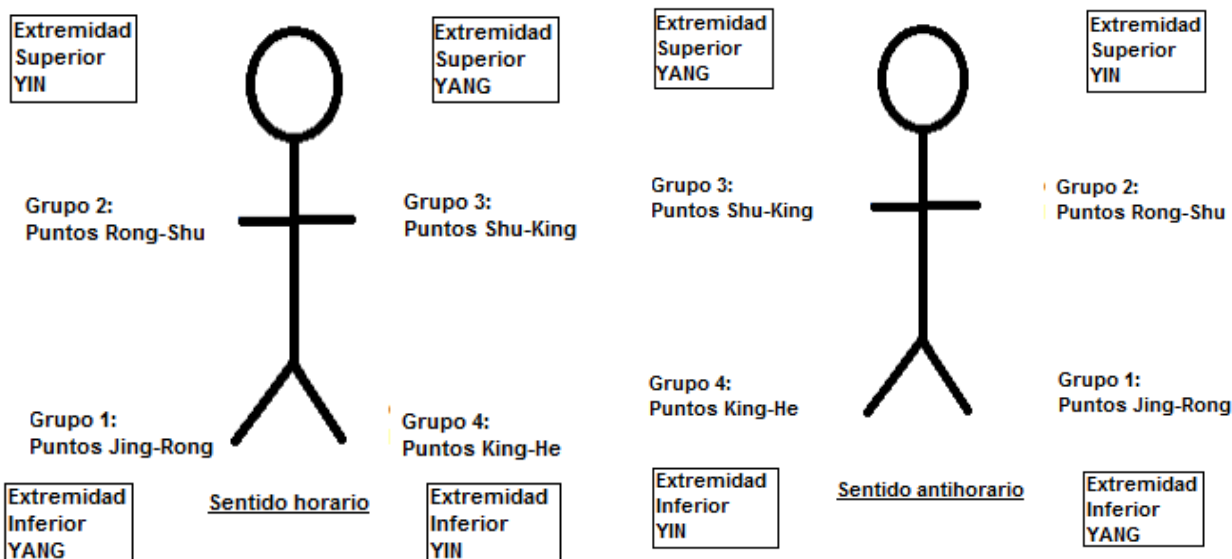 Extremidad
Superior
YIN
Extremidad
Superior
YANG
Grupo 2:
Puntos Rong-Shu
Grupo 3:
Puntos Shu-King
Grupo 1:
Puntos Jing-Rong
Grupo 4:
Puntos King-He
Extremidad
Inferior
YANG
Sentido horario
Extremidad
Inferior
YIN
Extremidad
Superior
YANG
Extremidad
Superior
YIN
Grupo 3:
Puntos Shu-King
Grupo 2:
Puntos Rong-Shu
Grupo 4:
Puntos King-He
Grupo 1:
Puntos Jing-Rong
Extremidad
Inferior
YIN
Sentido antihorario
Extremidad
Inferior
YANG